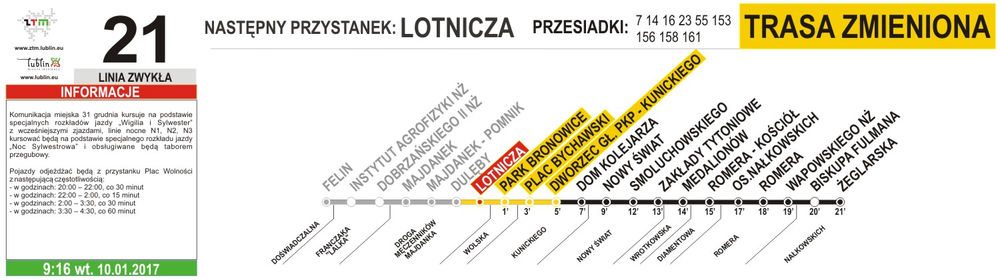 ZTM
www.ztm.lublin.eu
lublin
MIASTO INSPIRACJI
www.lublin.eu
21
LINIA ZWYKŁA
INFORMACJE
Komunikacja miejska 31 grudnia kursuje na podstawie
specjalnych rozkładów jazdy „Wigilia i Sylwester”
z wcześniejszymi zjazdami, linie nocne N1, N2, N3
kursować będą na podstawie specjalnego rozkładu jazdy
„Noc Sylwestrowa” i obsługiwane będą taborem
przegubowy.
Pojazdy odjeżdżać będą z przystanku Plac Wolności
z następującą częstotliwością:
- w godzinach: 20:00 – 22:00, co 30 minut
- w godzinach: 22:00 – 2:00, co 15 minut
- w godzinach: 2:00 – 3:30, co 30 minut
- w godzinach: 3:30 – 4:30, co 60 minut
9:16 wt. 10.01.2017
NASTĘPNY PRZYSTANEK: LOTNICZA
PRZESIADKI: 7 14 16 23 55 153
156 158 161
TRASA ZMIENIONA
FELIN
INSTYTUT AGROFIZYKI NŻ
DOBRZAŃSKIEGO II NŻ
MAJDANEK
MAJDANEK - POMNIK
DULĘBY
LOTNICZA
PARK BRONOWICE
PLAC BYCHAWSKI
DWORZEC GŁ. PKP - KUNICKIEGO
DOM KOLEJARZA
NOWY ŚWIAT
SMOLUCHOWSKIEGO
ZAKŁADY TYTONIOWE
MEDALIONÓW
ROMERA - KOŚCIÓŁ
OS.NAŁKOWSKICH
ROMERA
WAPOWSKIEGO NŻ
BISKUPA FULMANA
ŻEGLARSKA
1’ 3’ 5’ 7’ 9’ 12’ 13’ 14’ 15’ 17’ 18’ 19’ 20’ 21’
DOŚWIADCZALNA
FRANCZAKA
"LALKA"
DROGA
MĘCZENNIKÓW
MAJDANKA
WOLSKA
KUNICKIEGO
NOWY ŚWIAT
WROTKOWSKA
DIAMENTOWA
ROMERA
NAŁKOWSKICH